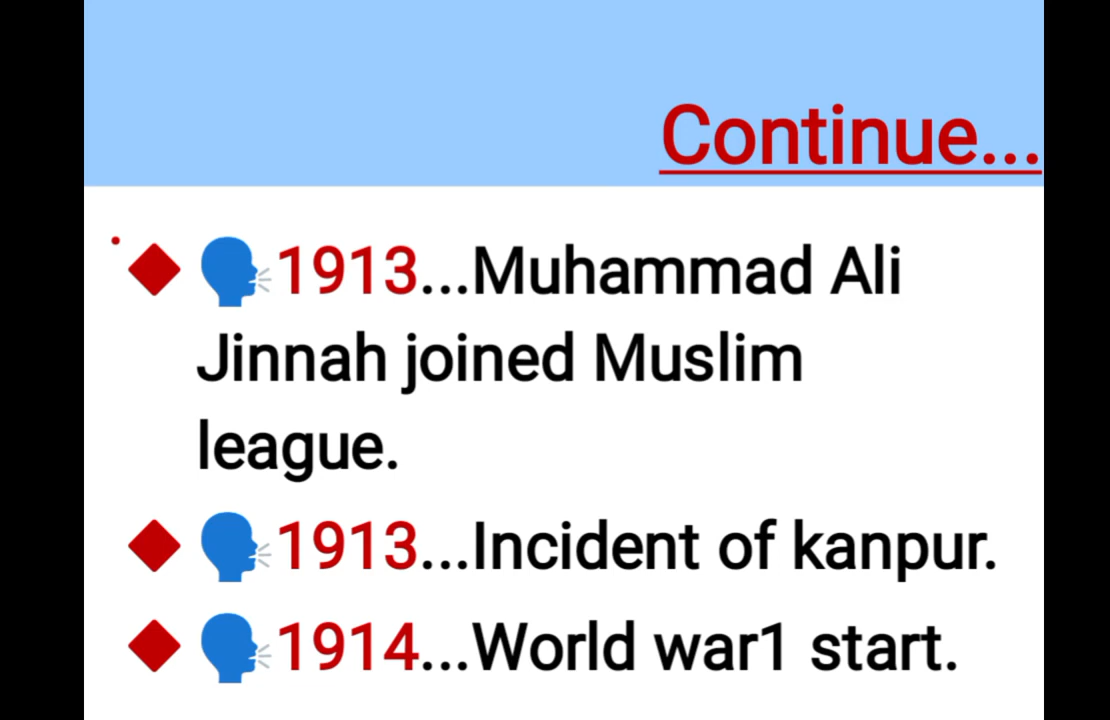 Continue...
1913...Muhammad Ali
Jinnah joined Muslim
league.
1913...Incident of kanpur.
1914...World war1 start.